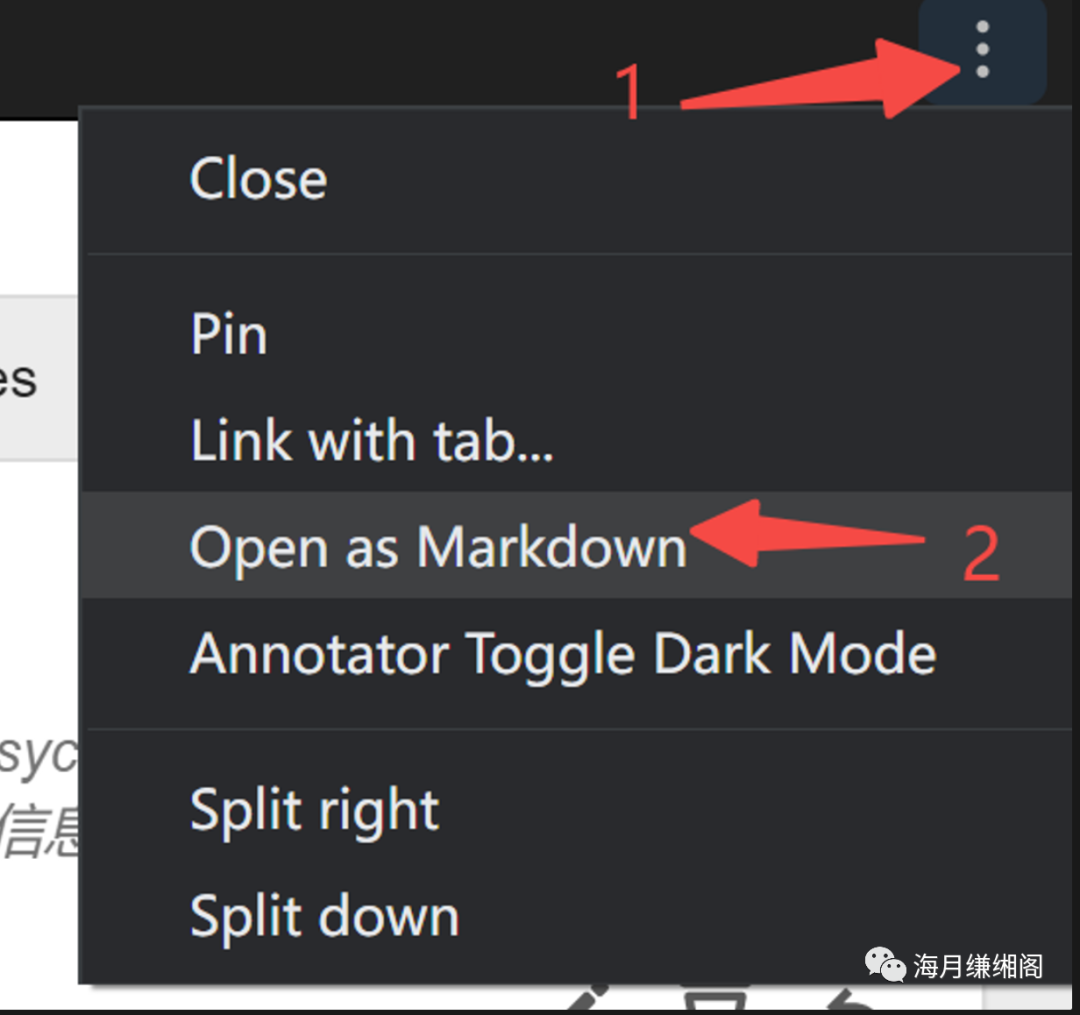 1
Close
Pin
es
Link with tab...
Open as Markdown
2
Annotator Toggle Dark Mode
syc
信息
Split right
Split down
海月缣缃阁